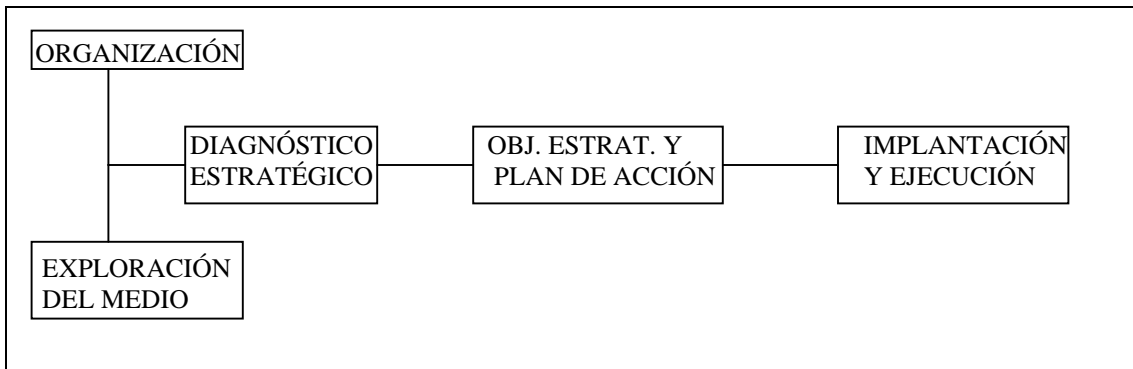 ORGANIZACIÓN
DIAGNÓSTICO
ESTRATÉGICO
OBJ. ESTRAT. Y
PLAN DE ACCIÓN
IMPLANTACIÓN
Y EJECUCIÓN
EXPLORACIÓN
DEL MEDIO